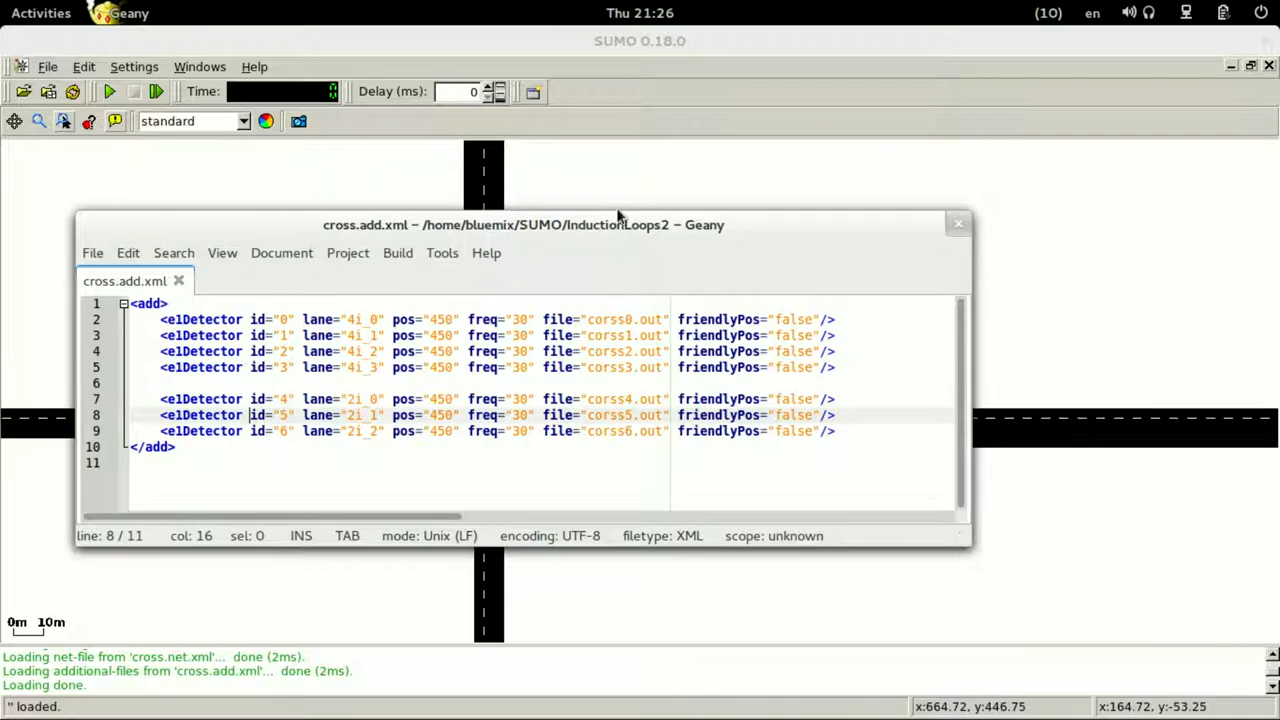 Activities Geany Thu 21:26 (10) en
SUMO 0.18.0
File Edit Settings Windows Help
Time: 0 Delay (ms): 0
standard
cross.add.xml – /home/bluemix/SUMO/InductionLoops2 – Geany
File Edit Search View Document Project Build Tools Help
cross.add.xml
1 <add>
2 <e1Detector id="0" lane="4i_0" pos="450" freq="30" file="corss0.out" friendlyPos="false"/>
3 <e1Detector id="1" lane="4i_1" pos="450" freq="30" file="corss1.out" friendlyPos="false"/>
4 <e1Detector id="2" lane="4i_2" pos="450" freq="30" file="corss2.out" friendlyPos="false"/>
5 <e1Detector id="3" lane="4i_3" pos="450" freq="30" file="corss3.out" friendlyPos="false"/>
6
7 <e1Detector id="4" lane="2i_0" pos="450" freq="30" file="corss4.out" friendlyPos="false"/>
8 <e1Detector id="5" lane="2i_1" pos="450" freq="30" file="corss5.out" friendlyPos="false"/>
9 <e1Detector id="6" lane="2i_2" pos="450" freq="30" file="corss6.out" friendlyPos="false"/>
10 </add>
11
line: 8 / 11 col: 16 sel: 0 INS TAB mode: Unix (LF) encoding: UTF-8 filetype: XML scope: unknown
0m 10m
Loading net-file from 'cross.net.xml'... done (2ms).
Loading additional-files from 'cross.add.xml'... done (2ms).
Loading done.
'' loaded. x:664.72, y:446.75 x:164.72, y:-53.25